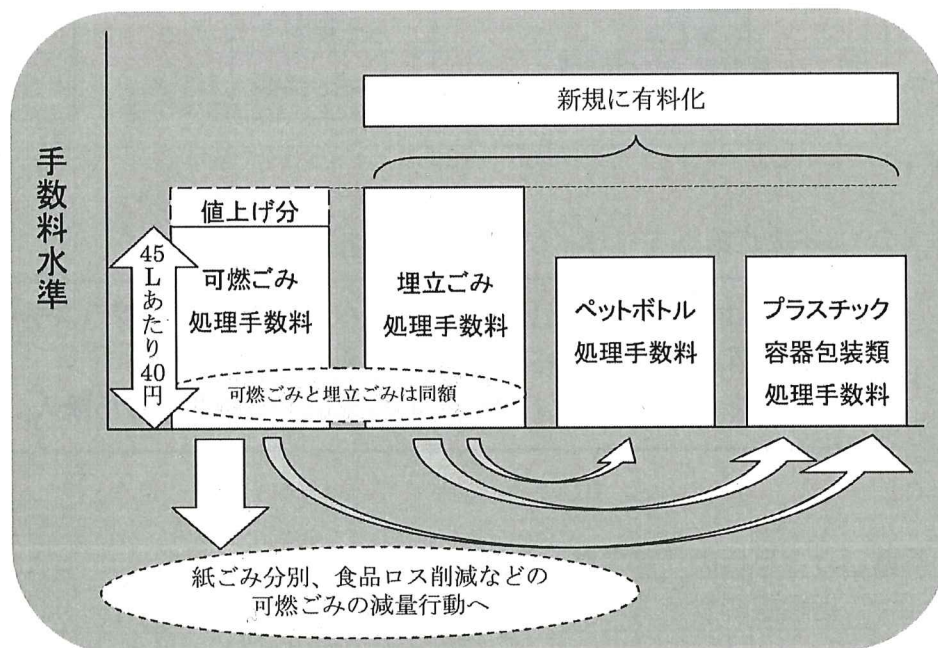 新規に有料化
手数料水準
値上げ分
45Lあたり40円
可燃ごみ
処理手数料
埋立ごみ
処理手数料
ペットボトル
処理手数料
プラスチック
容器包装類
処理手数料
可燃ごみと埋立ごみは同額
紙ごみ分別、食品ロス削減などの
可燃ごみの減量行動へ